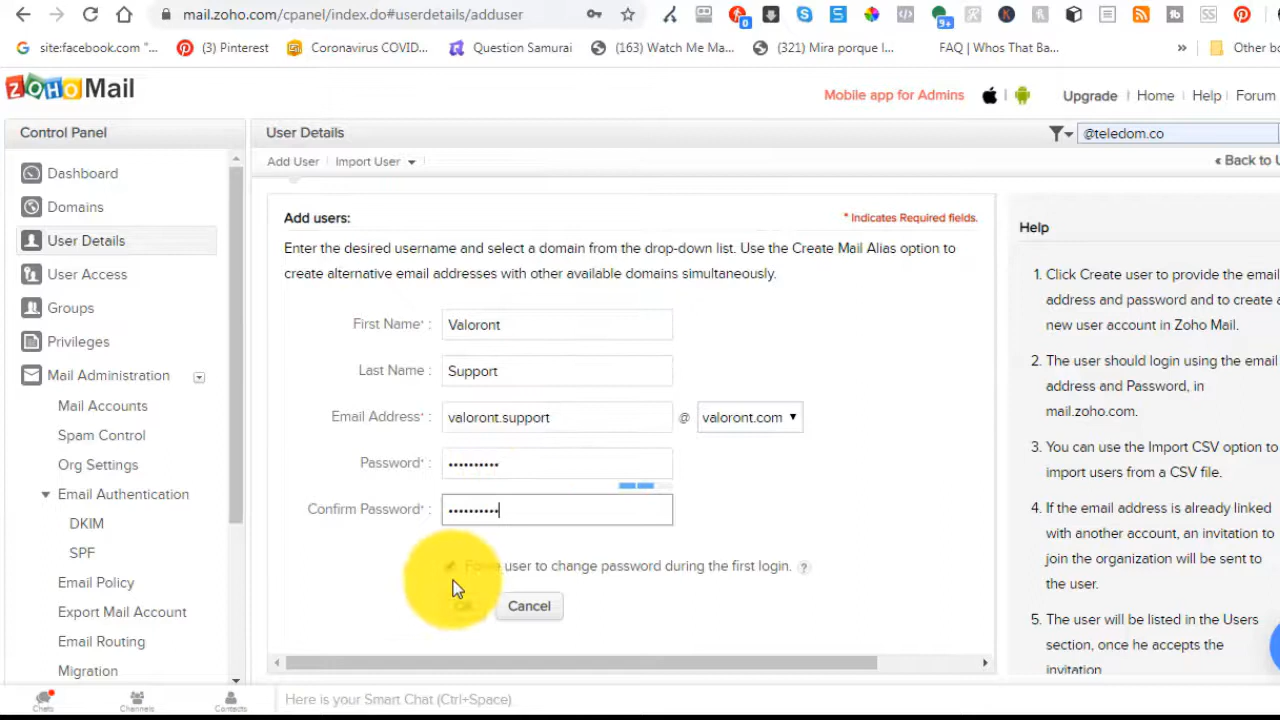 mail.zoho.com/cpanel/index.do#userdetails/adduser
0
9+
site:facebook.com "...
(3) Pinterest
Coronavirus COVID...
Question Samurai
(163) Watch Me Ma...
(321) Mira porque l...
FAQ | Whos That Ba...
»
Other bo
ZOHO Mail
Mobile app for Admins
Upgrade
Home
Help
Forum
Control Panel
User Details
@teledom.co
Add User
Import User
« Back to U
Dashboard
Domains
User Details
User Access
Groups
Privileges
Mail Administration
Mail Accounts
Spam Control
Org Settings
Email Authentication
DKIM
SPF
Email Policy
Export Mail Account
Email Routing
Migration
Add users:
* Indicates Required fields.
Enter the desired username and select a domain from the drop-down list. Use the Create Mail Alias option to
create alternative email addresses with other available domains simultaneously.
First Name* : Valoront
Last Name : Support
Email Address* : valoront.support @ valoront.com
Password* : ••••••••••
Confirm Password* : ••••••••••
user to change password during the first login. ?
Cancel
Help
1. Click Create user to provide the email
address and password and to create a
new user account in Zoho Mail.
2. The user should login using the email
address and Password, in
mail.zoho.com.
3. You can use the Import CSV option to
import users from a CSV file.
4. If the email address is already linked
with another account, an invitation to
join the organization will be sent to
the user.
5. The user will be listed in the Users
section, once he accepts the
invitation
Chats
Channels
Contacts
Here is your Smart Chat (Ctrl+Space)